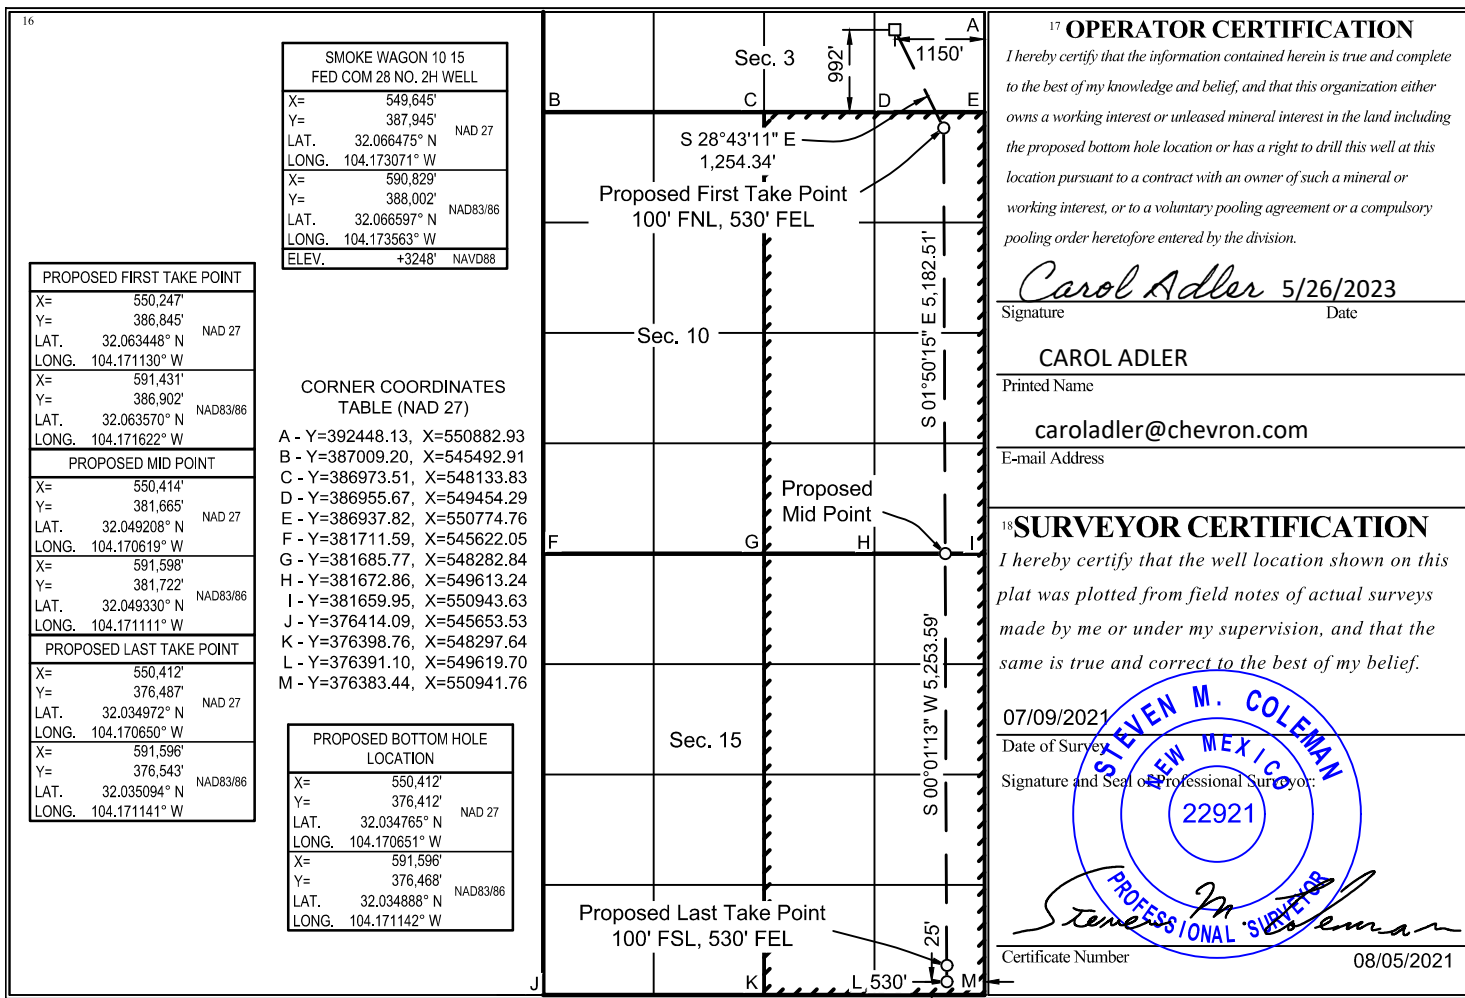 16
SMOKE WAGON 10 15
FED COM 28 NO. 2H WELL
X= 549,645'
Y= 387,945'
NAD 27
LAT. 32.066475° N
LONG. 104.173071° W
X= 590,829'
Y= 388,002'
NAD83/86
LAT. 32.066597° N
LONG. 104.173563° W
ELEV. +3248' NAVD88
PROPOSED FIRST TAKE POINT
X= 550,247'
Y= 386,845'
NAD 27
LAT. 32.063448° N
LONG. 104.171130° W
X= 591,431'
Y= 386,902'
NAD83/86
LAT. 32.063570° N
LONG. 104.171622° W
PROPOSED MID POINT
X= 550,414'
Y= 381,665'
NAD 27
LAT. 32.049208° N
LONG. 104.170619° W
X= 591,598'
Y= 381,722'
NAD83/86
LAT. 32.049330° N
LONG. 104.171111° W
PROPOSED LAST TAKE POINT
X= 550,412'
Y= 376,487'
NAD 27
LAT. 32.034972° N
LONG. 104.170650° W
X= 591,596'
Y= 376,543'
NAD83/86
LAT. 32.035094° N
LONG. 104.171141° W
CORNER COORDINATES
TABLE (NAD 27)
A - Y=392448.13, X=550882.93
B - Y=387009.20, X=545492.91
C - Y=386973.51, X=548133.83
D - Y=386955.67, X=549454.29
E - Y=386937.82, X=550774.76
F - Y=381711.59, X=545622.05
G - Y=381685.77, X=548282.84
H - Y=381672.86, X=549613.24
I - Y=381659.95, X=550943.63
J - Y=376414.09, X=545653.53
K - Y=376398.76, X=548297.64
L - Y=376391.10, X=549619.70
M - Y=376383.44, X=550941.76
PROPOSED BOTTOM HOLE
LOCATION
X= 550,412'
Y= 376,412'
NAD 27
LAT. 32.034765° N
LONG. 104.170651° W
X= 591,596'
Y= 376,468'
NAD83/86
LAT. 32.034888° N
LONG. 104.171142° W
A
Sec. 3
992'
1150'
B C D E
S 28°43'11" E
1,254.34'
Proposed First Take Point
100' FNL, 530' FEL
S 01°50'15" E 5,182.51'
Sec. 10
Proposed
Mid Point
F G H I
S 00°01'13" W 5,253.59'
Sec. 15
Proposed Last Take Point
100' FSL, 530' FEL
25'
J K L 530' M
17 OPERATOR CERTIFICATION
I hereby certify that the information contained herein is true and complete
to the best of my knowledge and belief, and that this organization either
owns a working interest or unleased mineral interest in the land including
the proposed bottom hole location or has a right to drill this well at this
location pursuant to a contract with an owner of such a mineral or
working interest, or to a voluntary pooling agreement or a compulsory
pooling order heretofore entered by the division.
Carol Adler 5/26/2023
Signature Date
CAROL ADLER
Printed Name
caroladler@chevron.com
E-mail Address
18 SURVEYOR CERTIFICATION
I hereby certify that the well location shown on this
plat was plotted from field notes of actual surveys
made by me or under my supervision, and that the
same is true and correct to the best of my belief.
07/09/2021
Date of Survey
Signature and Seal of Professional Surveyor:
STEVEN M. COLEMAN
NEW MEXICO
22921
PROFESSIONAL SURVEYOR
Steven M. Coleman
Certificate Number 08/05/2021